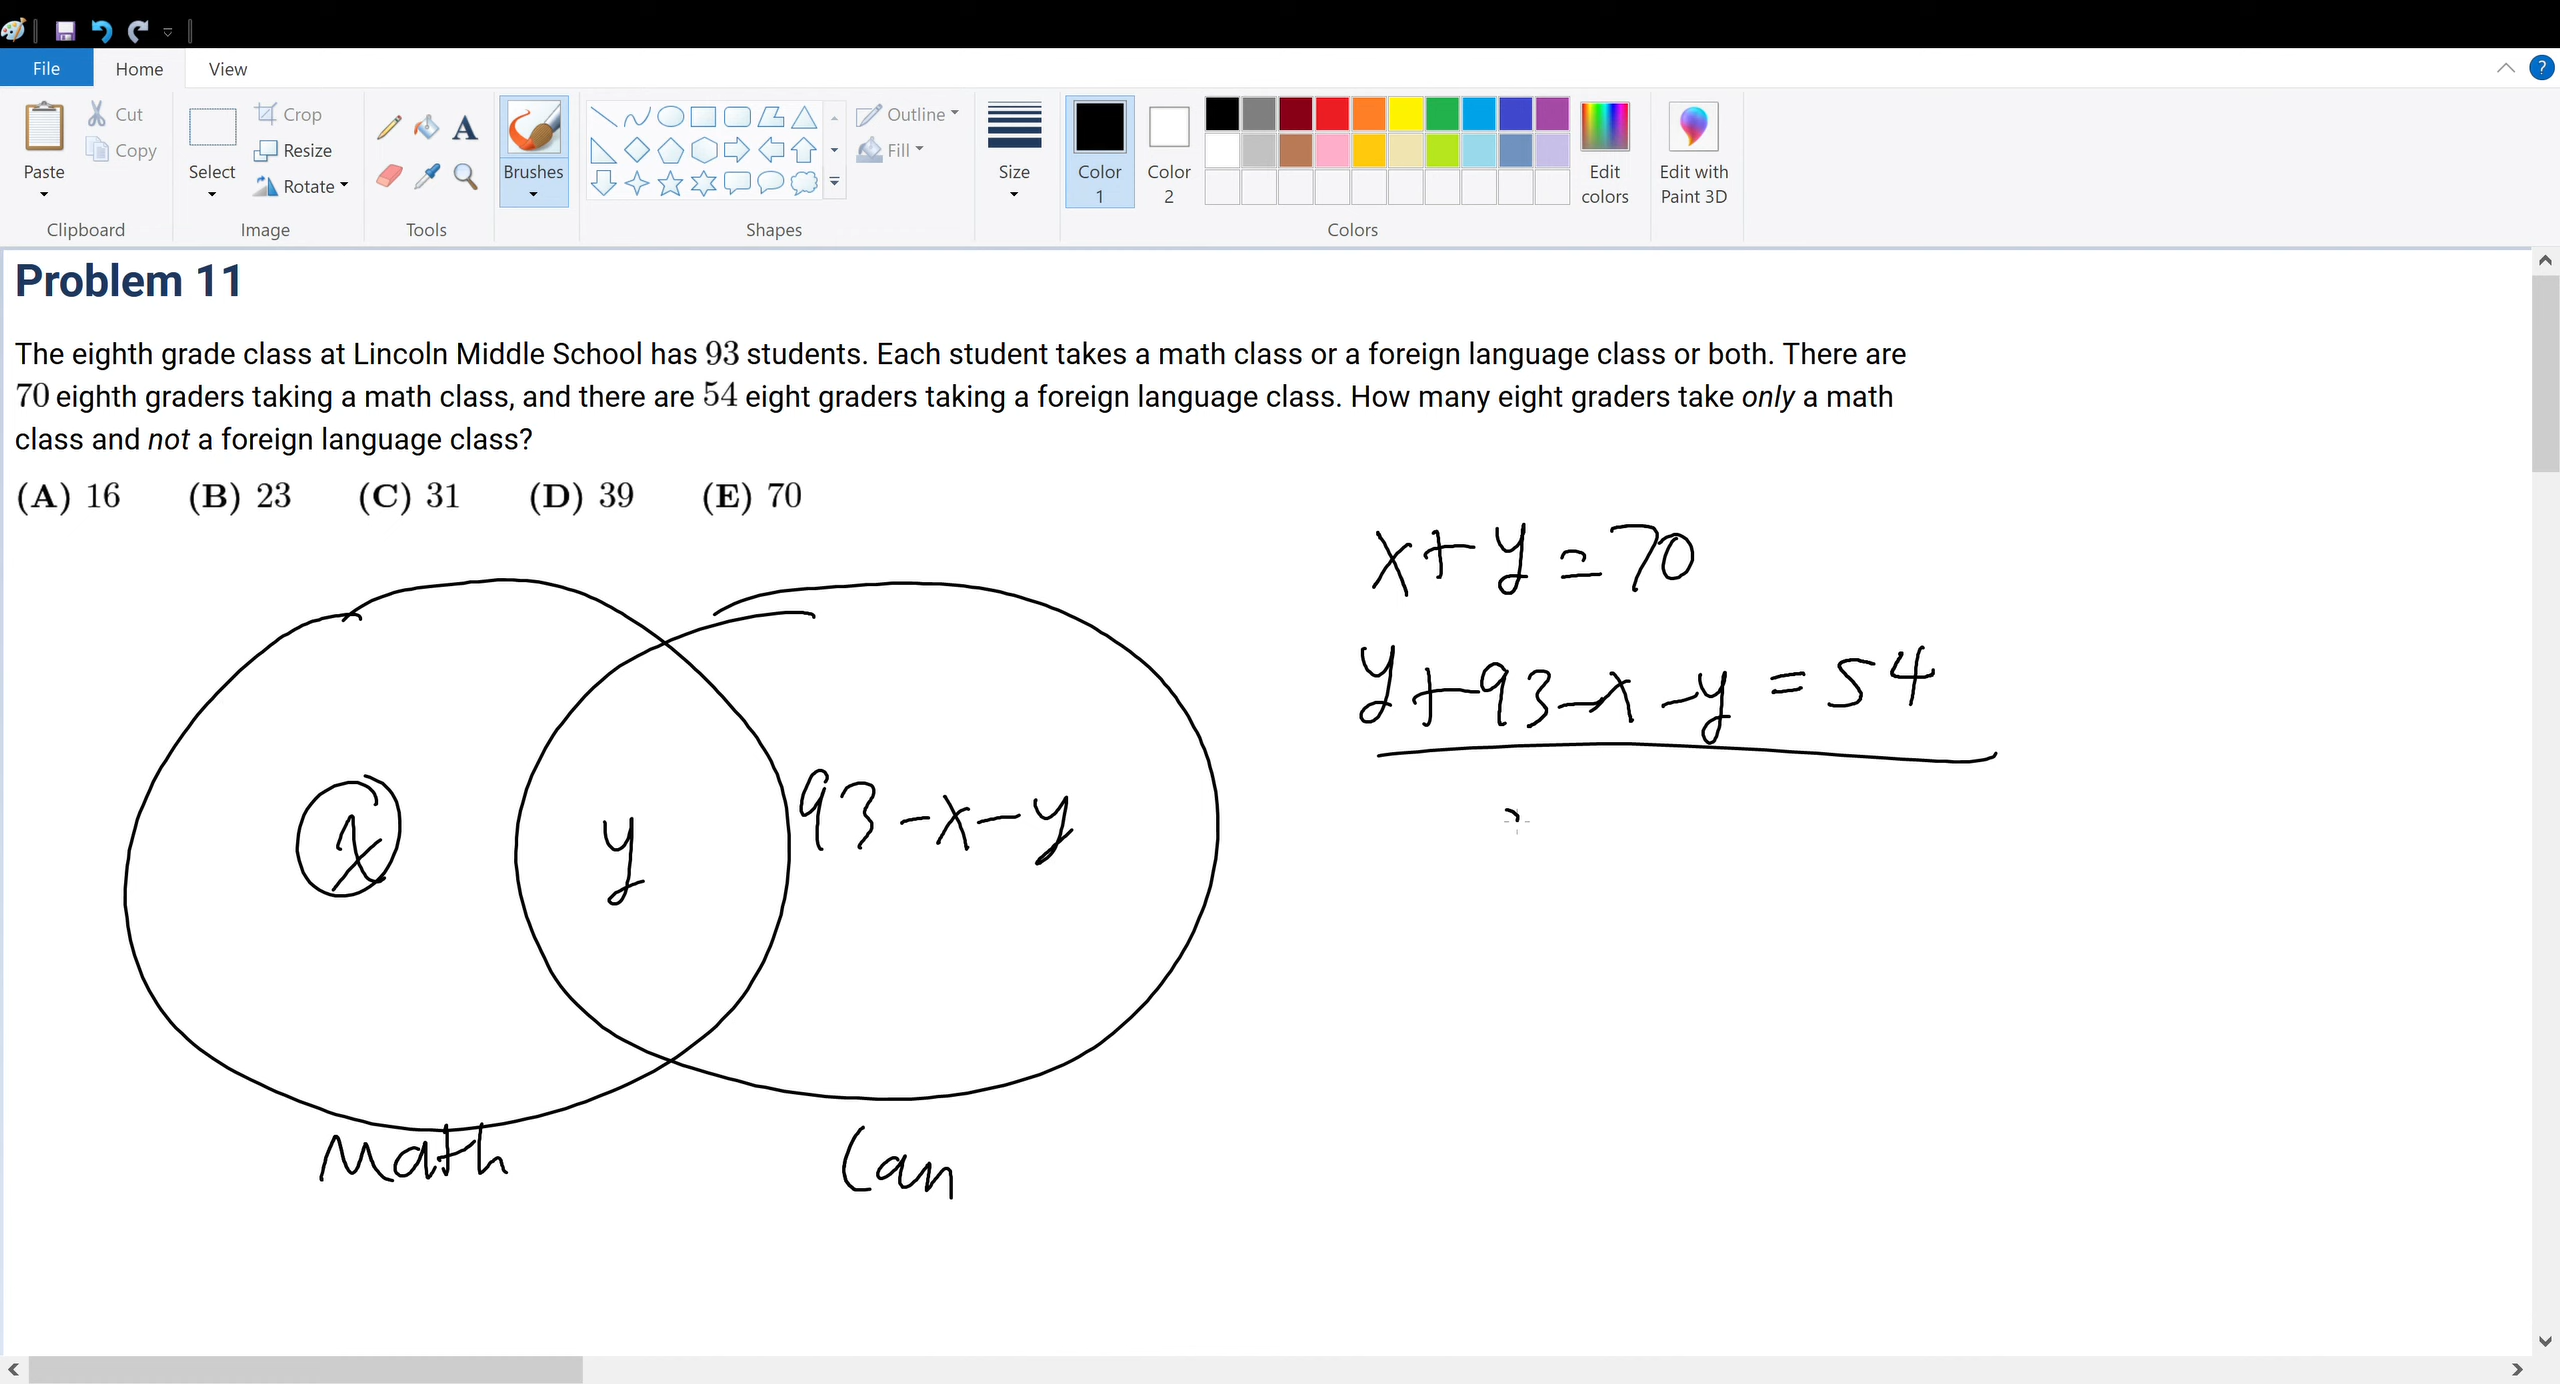 File Home View
Paste Cut Copy Clipboard
Select Crop Resize Rotate Image
Tools
Brushes
Outline Fill Shapes
Size
Color 1 Color 2 Edit colors Colors
Edit with Paint 3D
Problem 11
The eighth grade class at Lincoln Middle School has 93 students. Each student takes a math class or a foreign language class or both. There are
70 eighth graders taking a math class, and there are 54 eight graders taking a foreign language class. How many eight graders take only a math
class and not a foreign language class?
(A) 16 (B) 23 (C) 31 (D) 39 (E) 70
x+y=70
y+93-x-y=54
x y 93-x-y
Math Lan